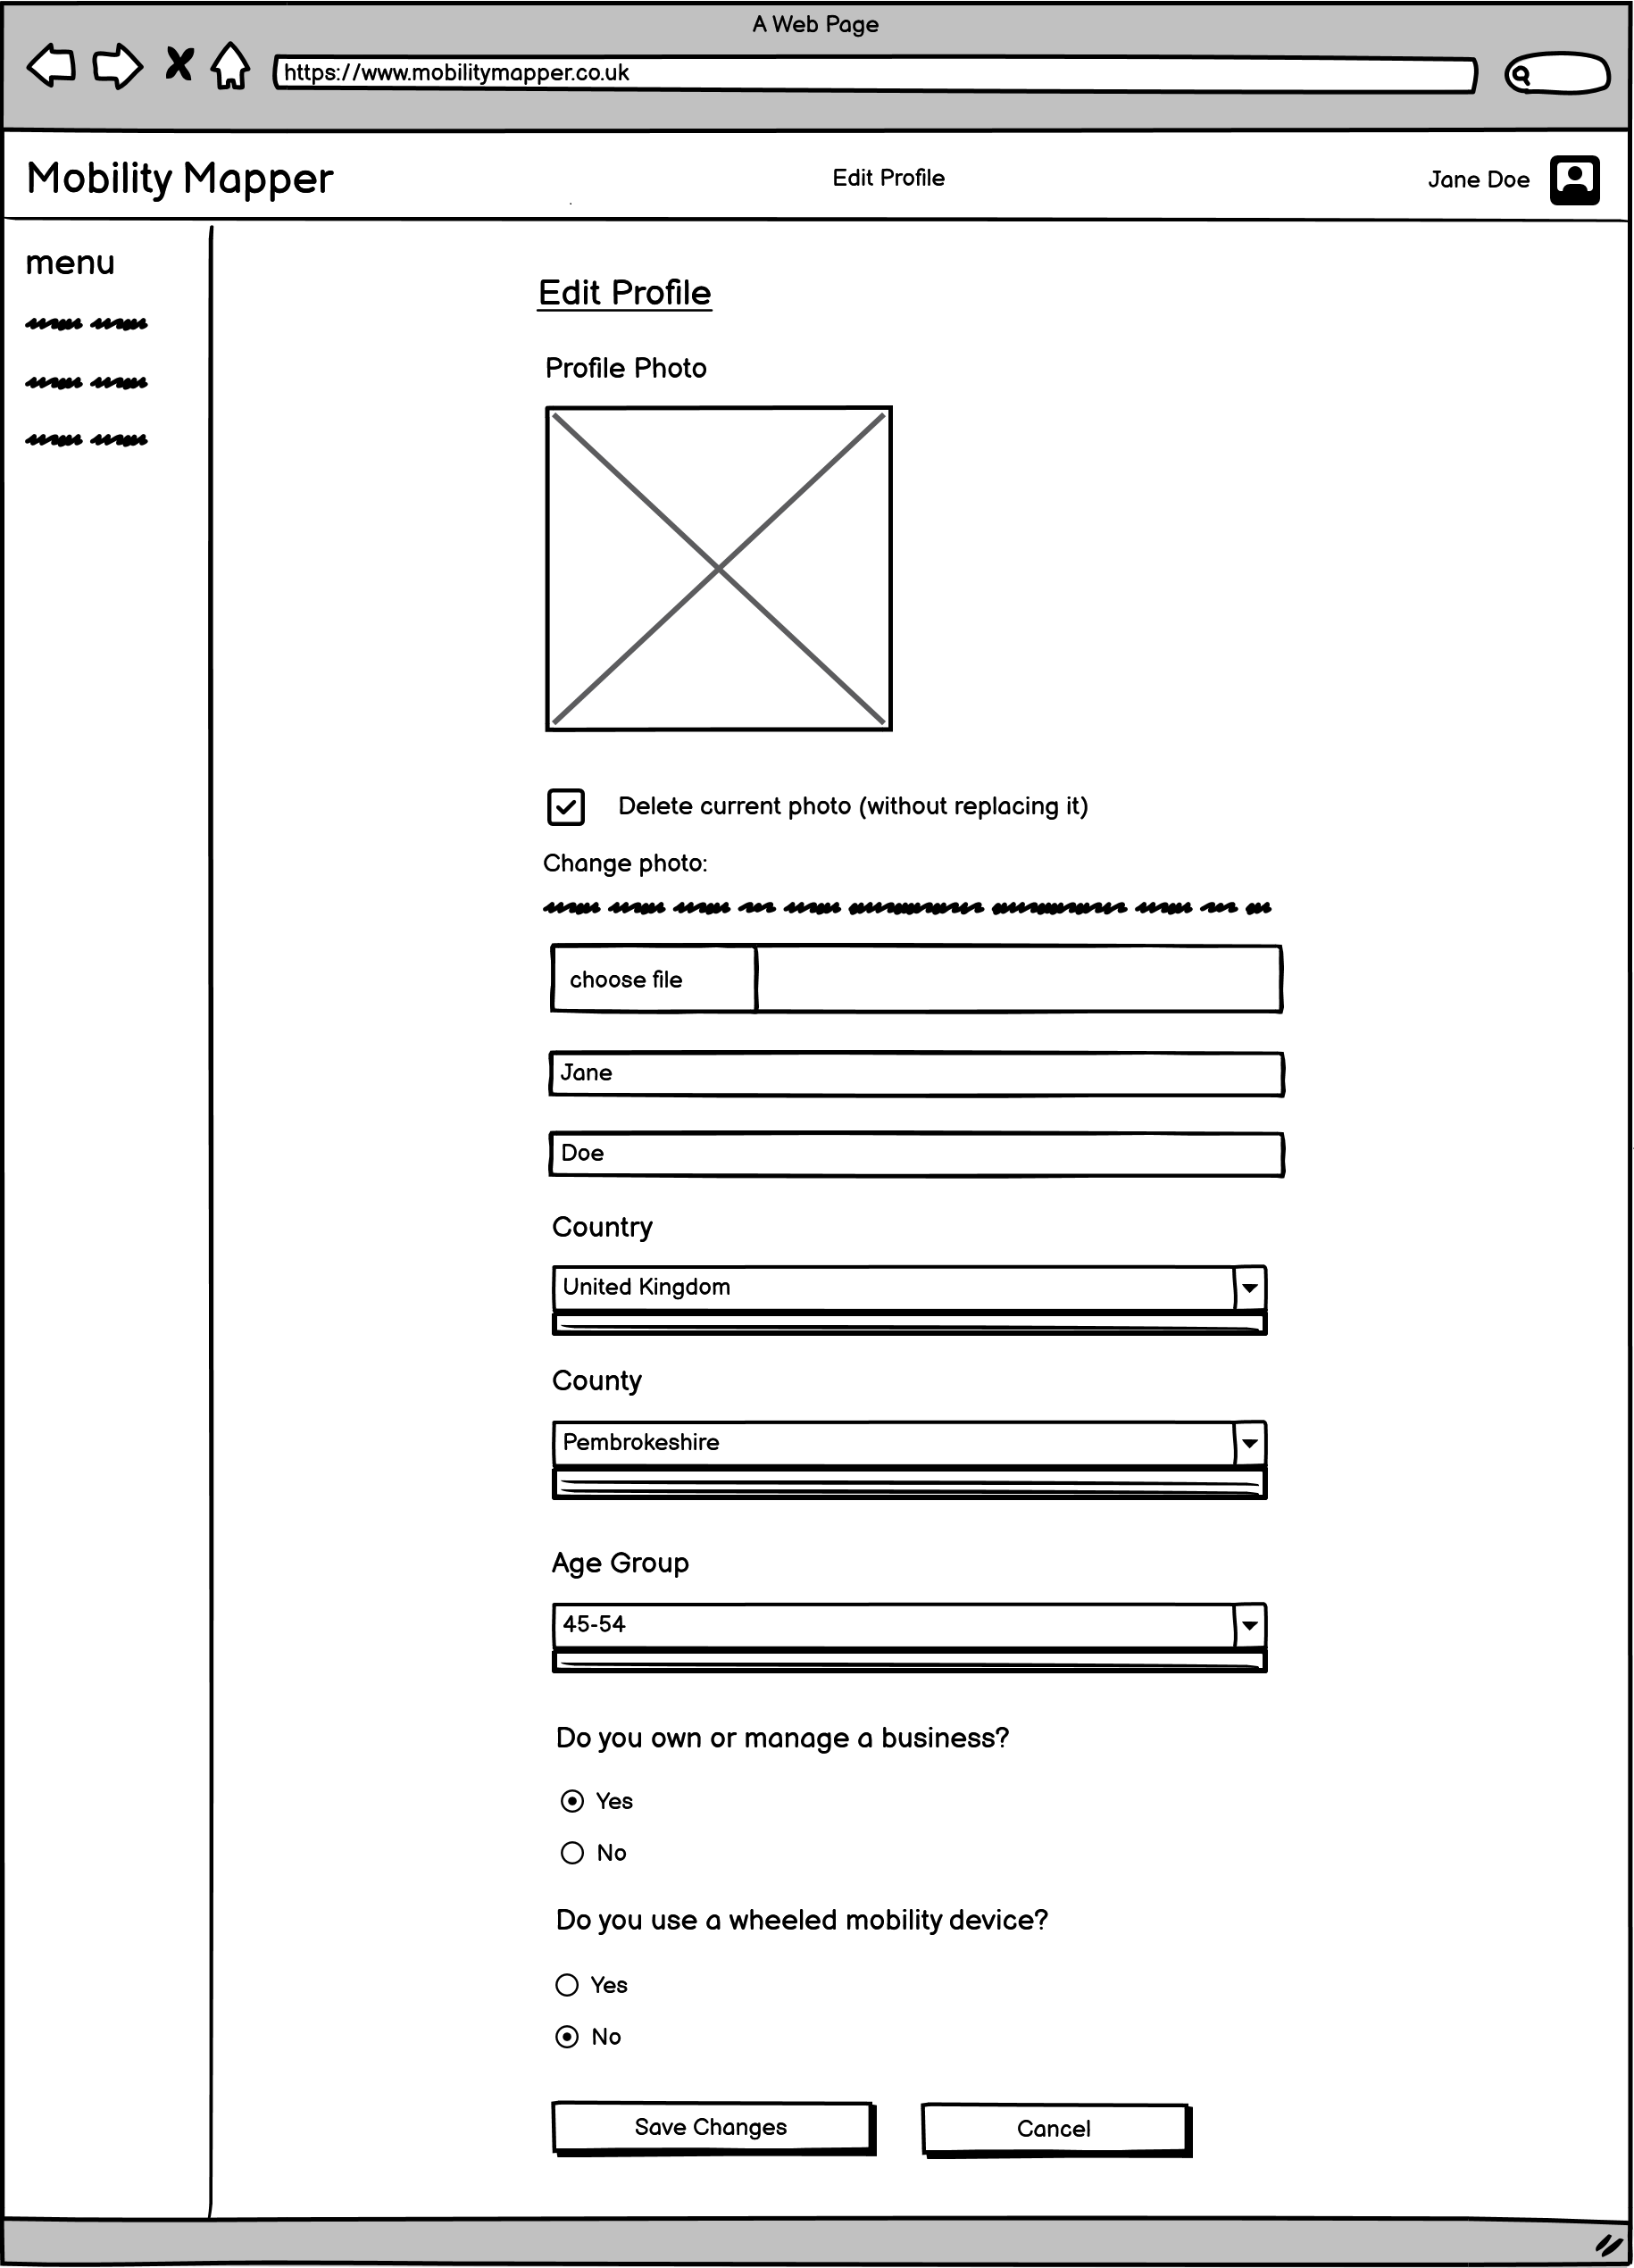 A Web Page
https://www.mobilitymapper.co.uk
Mobility Mapper
Edit Profile
Jane Doe
menu
Edit Profile
Profile Photo
Delete current photo (without replacing it)
Change photo:
choose file
Jane
Doe
Country
United Kingdom
County
Pembrokeshire
Age Group
45-54
Do you own or manage a business?
Yes
No
Do you use a wheeled mobility device?
Yes
No
Save Changes
Cancel